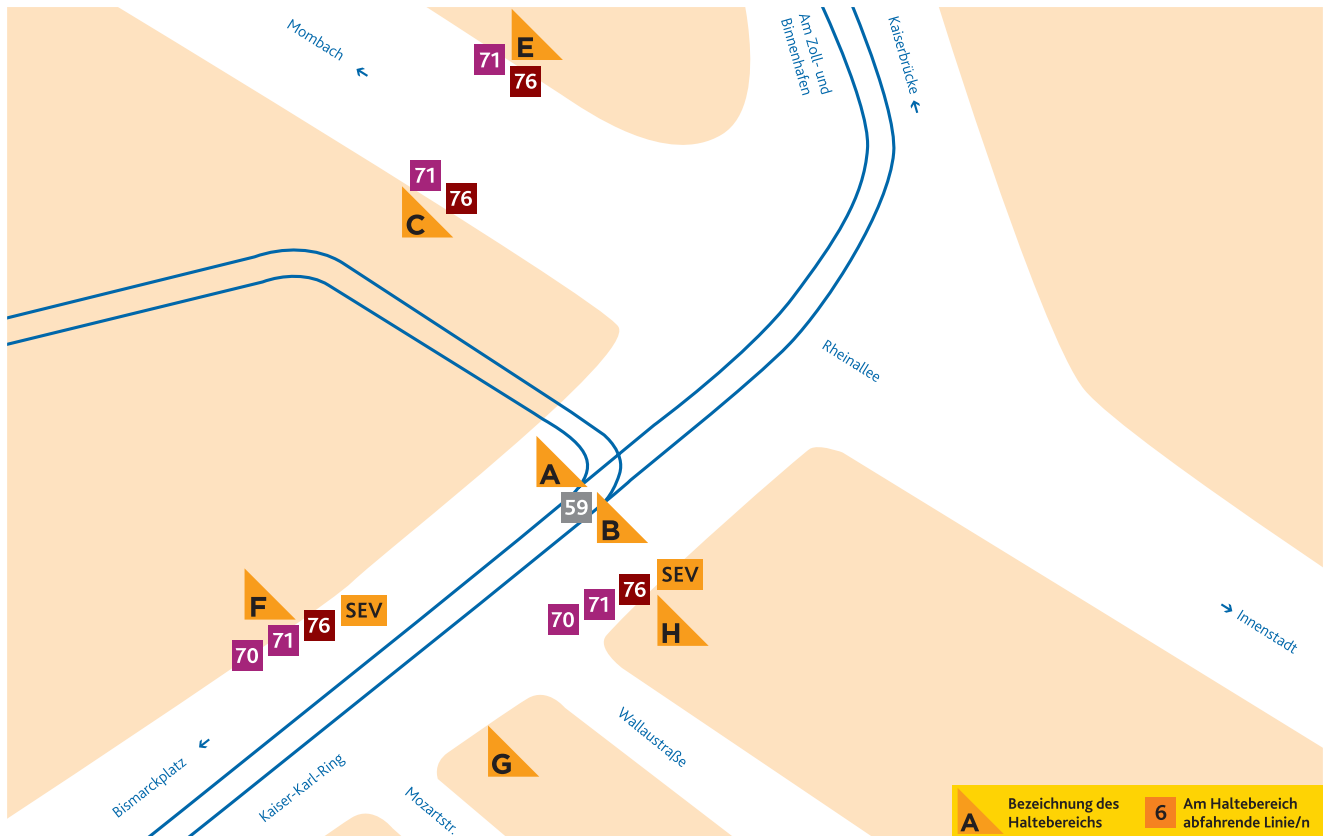 Mombach
E
71
76
Am Zoll- und
Binnenhafen
Kaiserbrücke
71
76
C
Rheinallee
A
59
B
F
SEV
76
71
70
SEV
76
71
70
H
Innenstadt
Wallaustraße
G
Bismarckplatz
Kaiser-Karl-Ring
Mozartstr.
A
Bezeichnung des
Haltebereichs
6
Am Haltebereich
abfahrende Linie/n